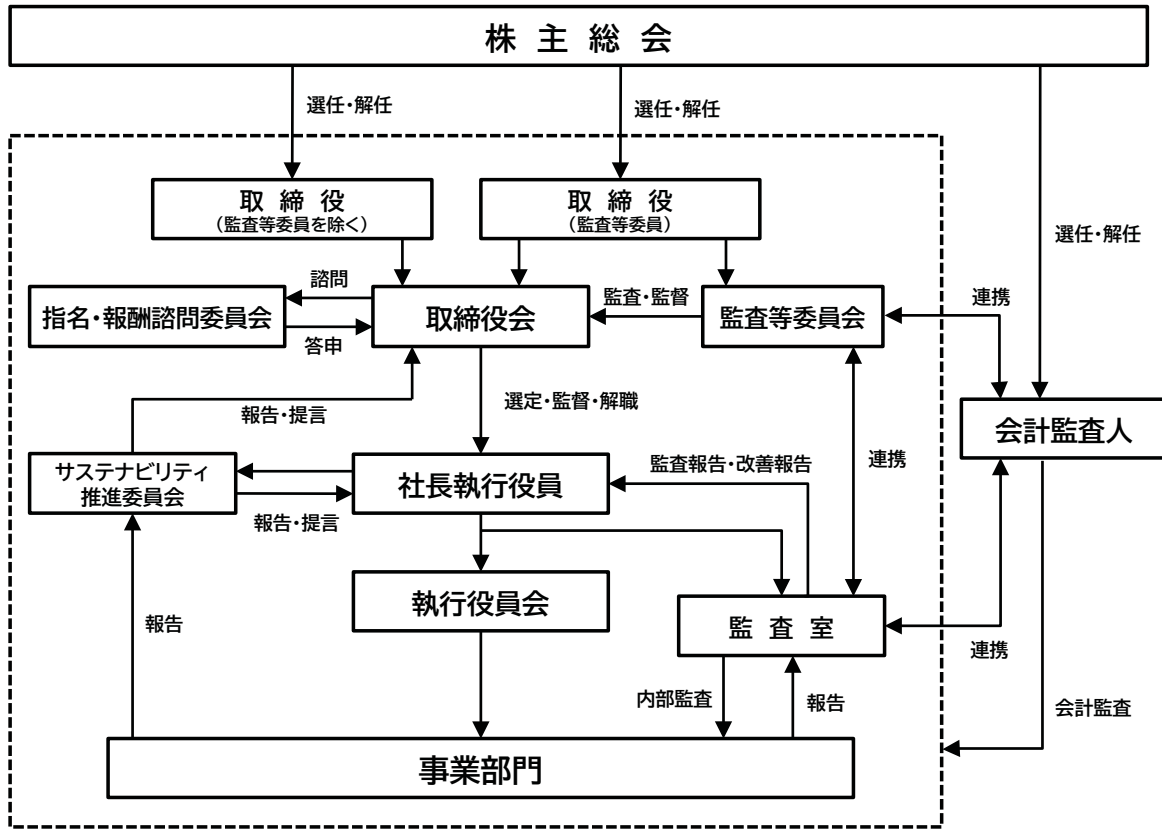 株主総会
選任・解任
選任・解任
取締役
（監査等委員を除く）
取締役
（監査等委員）
選任・解任
諮問
指名・報酬諮問委員会
答申
取締役会
監査・監督
監査等委員会
連携
報告・提言
選定・監督・解職
会計監査人
サステナビリティ
推進委員会
社長執行役員
監査報告・改善報告
連携
報告・提言
執行役員会
報告
監査室
連携
内部監査
報告
会計監査
事業部門